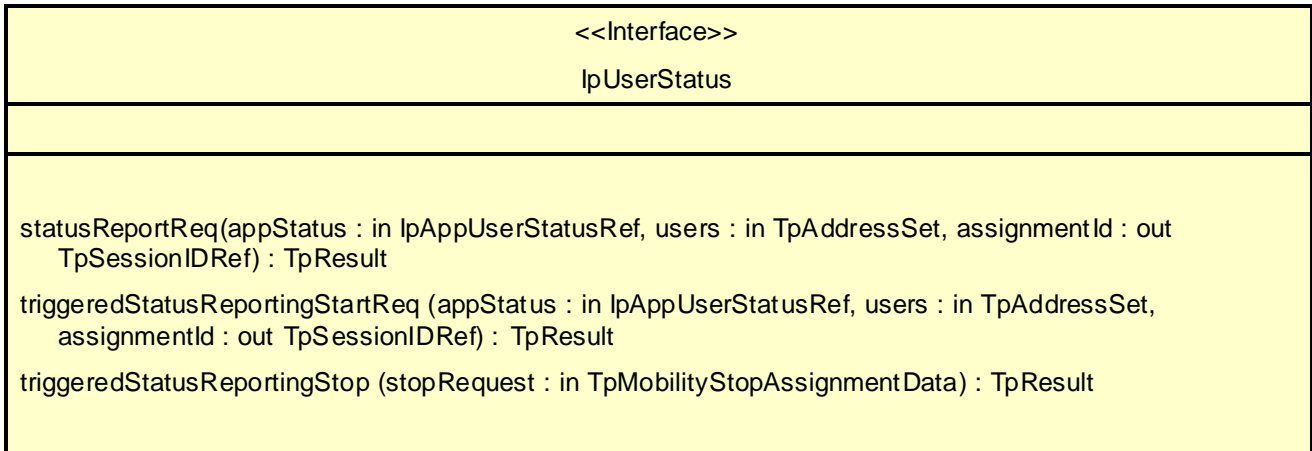 <<Interface>>
IpUserStatus
statusReportReq(appStatus : in IpAppUserStatusRef, users : in TpAddressSet, assignmentId : out
TpSessionIDRef) : TpResult
triggeredStatusReportingStartReq (appStatus : in IpAppUserStatusRef, users : in TpAddressSet,
assignmentId : out TpSessionIDRef) : TpResult
triggeredStatusReportingStop (stopRequest : in TpMobilityStopAssignmentData) : TpResult